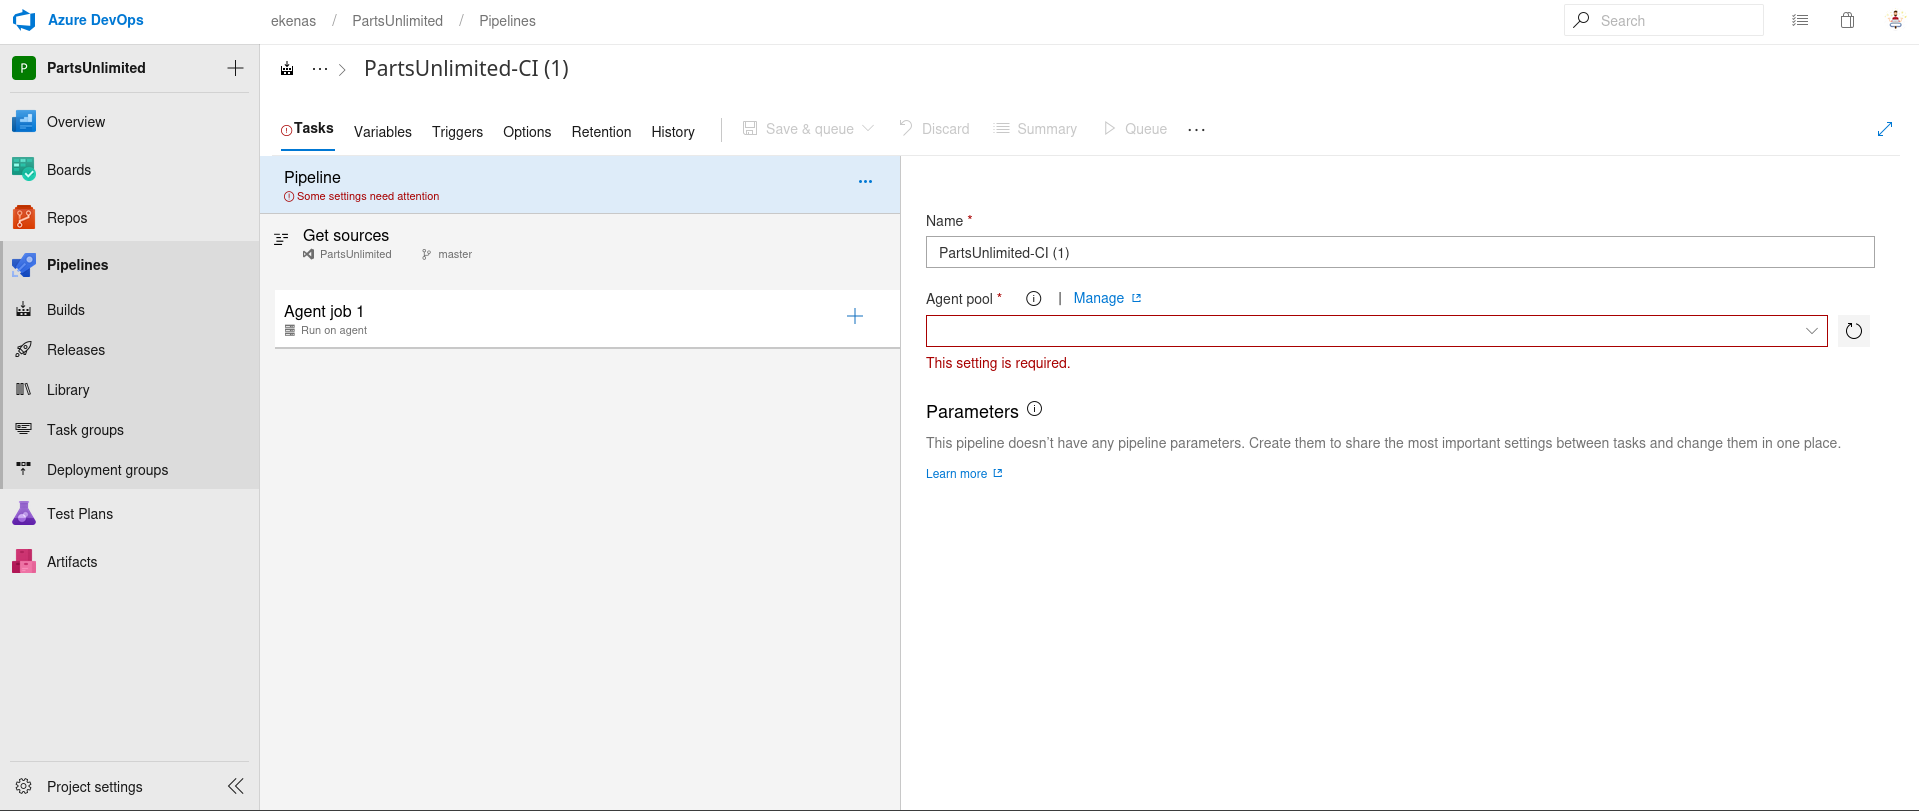 Azure DevOps
ekenas / PartsUnlimited / Pipelines
Search
P PartsUnlimited
Overview
Boards
Repos
Pipelines
Builds
Releases
Library
Task groups
Deployment groups
Test Plans
Artifacts
Project settings
··· > PartsUnlimited-CI (1)
Tasks Variables Triggers Options Retention History Save & queue Discard Summary Queue ···
Pipeline
Some settings need attention
Get sources
PartsUnlimited master
Agent job 1
Run on agent
Name *
PartsUnlimited-CI (1)
Agent pool * | Manage
This setting is required.
Parameters
This pipeline doesn't have any pipeline parameters. Create them to share the most important settings between tasks and change them in one place.
Learn more